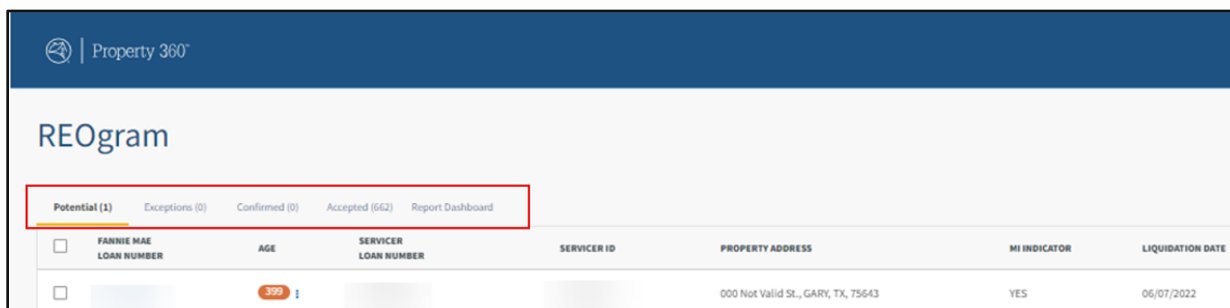 Property 360™
REOgram
Potential (1) Exceptions (0) Confirmed (0) Accepted (662) Report Dashboard
FANNIE MAE LOAN NUMBER AGE SERVICER LOAN NUMBER SERVICER ID PROPERTY ADDRESS MI INDICATOR LIQUIDATION DATE
399 000 Not Valid St., GARY, TX, 75643 YES 06/07/2022